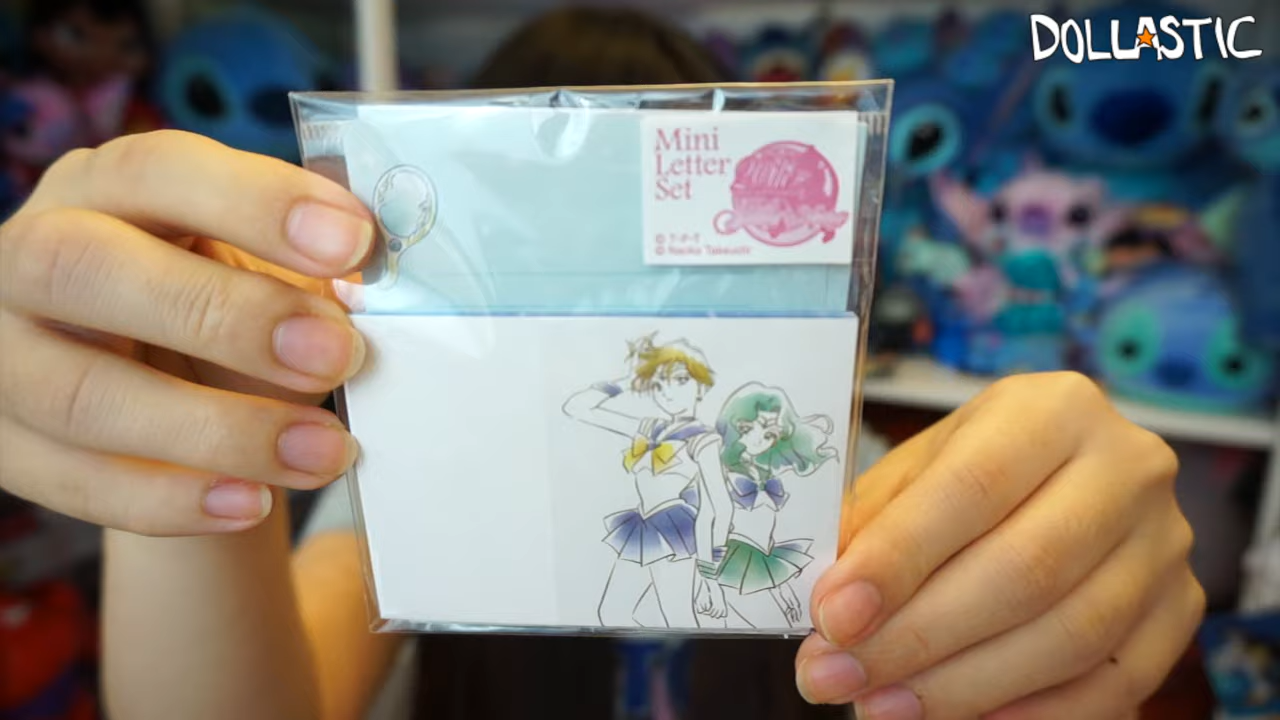 DOLLASTIC
Mini
Letter
Set
© T・P・T
© Naoko Takeuchi